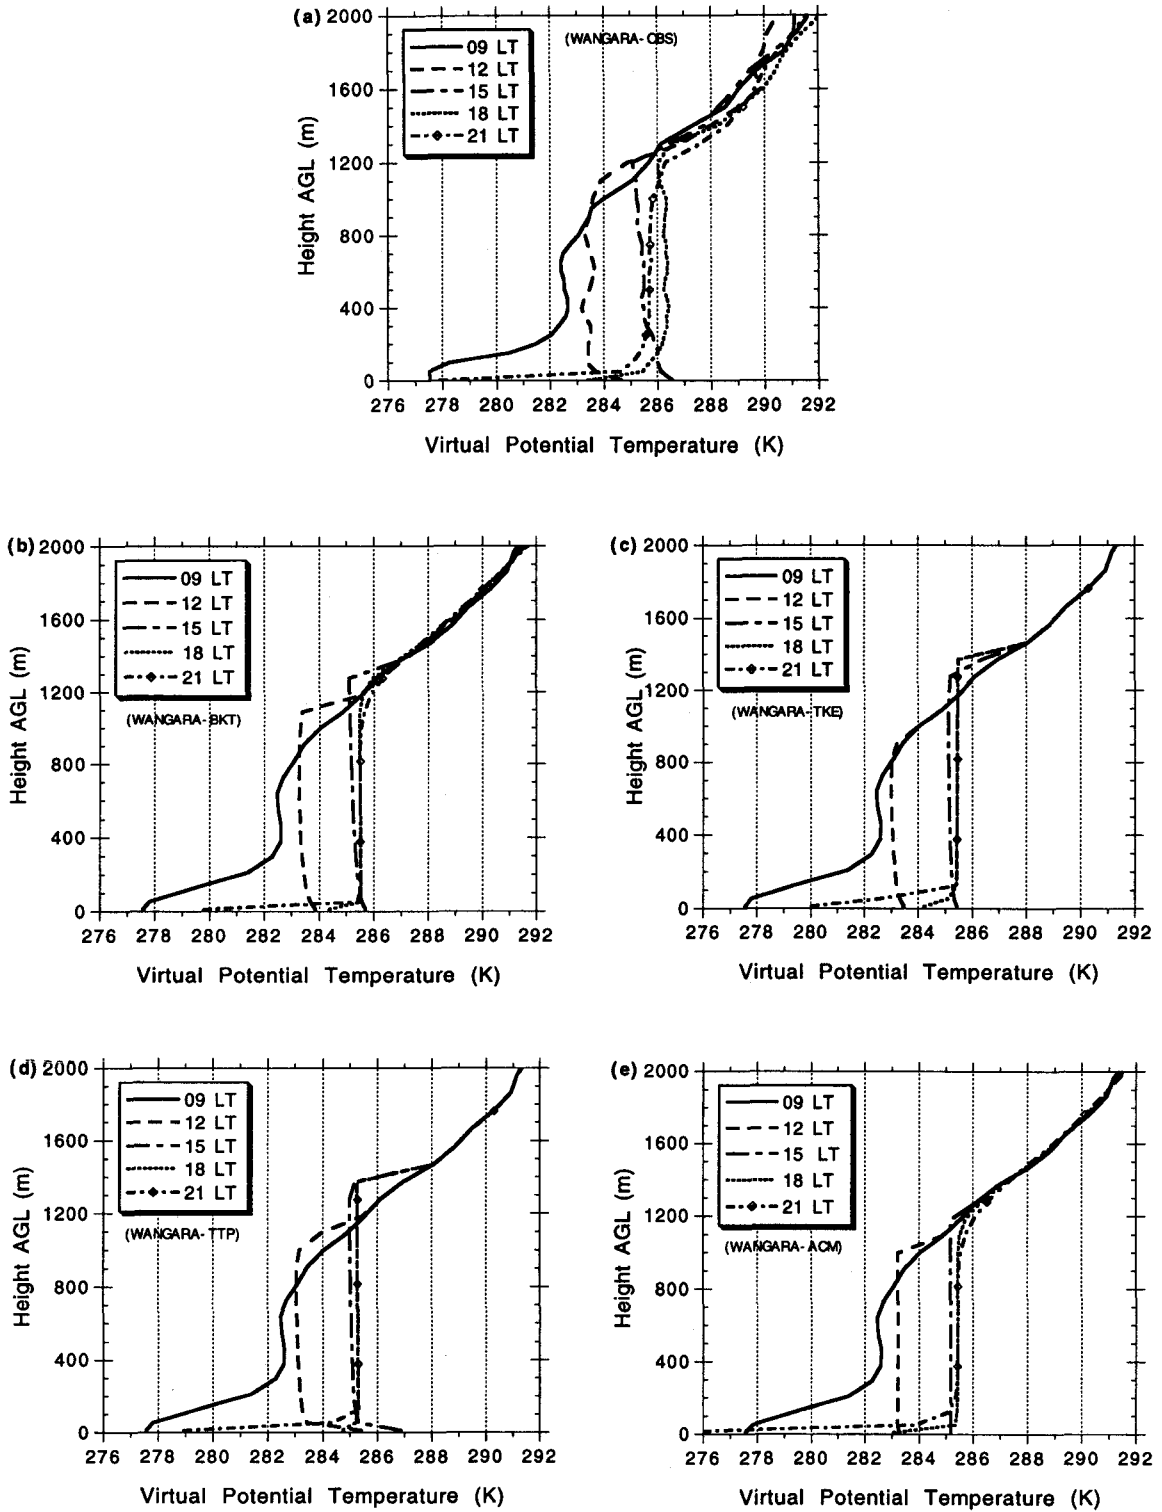 (a)
2000
1600
1200
800
400
0
Height AGL (m)
09 LT
12 LT
15 LT
18 LT
21 LT
(WANGARA-OBS)
276 278 280 282 284 286 288 290 292
Virtual Potential Temperature (K)
(b)
2000
1600
1200
800
400
0
Height AGL (m)
09 LT
12 LT
15 LT
18 LT
21 LT
(WANGARA-BKT)
276 278 280 282 284 286 288 290 292
Virtual Potential Temperature (K)
(c)
2000
1600
1200
800
400
0
Height AGL (m)
09 LT
12 LT
15 LT
18 LT
21 LT
(WANGARA-TKE)
276 278 280 282 284 286 288 290 292
Virtual Potential Temperature (K)
(d)
2000
1600
1200
800
400
0
Height AGL (m)
09 LT
12 LT
15 LT
18 LT
21 LT
(WANGARA-TTP)
276 278 280 282 284 286 288 290 292
Virtual Potential Temperature (K)
(e)
2000
1600
1200
800
400
0
Height AGL (m)
09 LT
12 LT
15 LT
18 LT
21 LT
(WANGARA-ACM)
276 278 280 282 284 286 288 290 292
Virtual Potential Temperature (K)